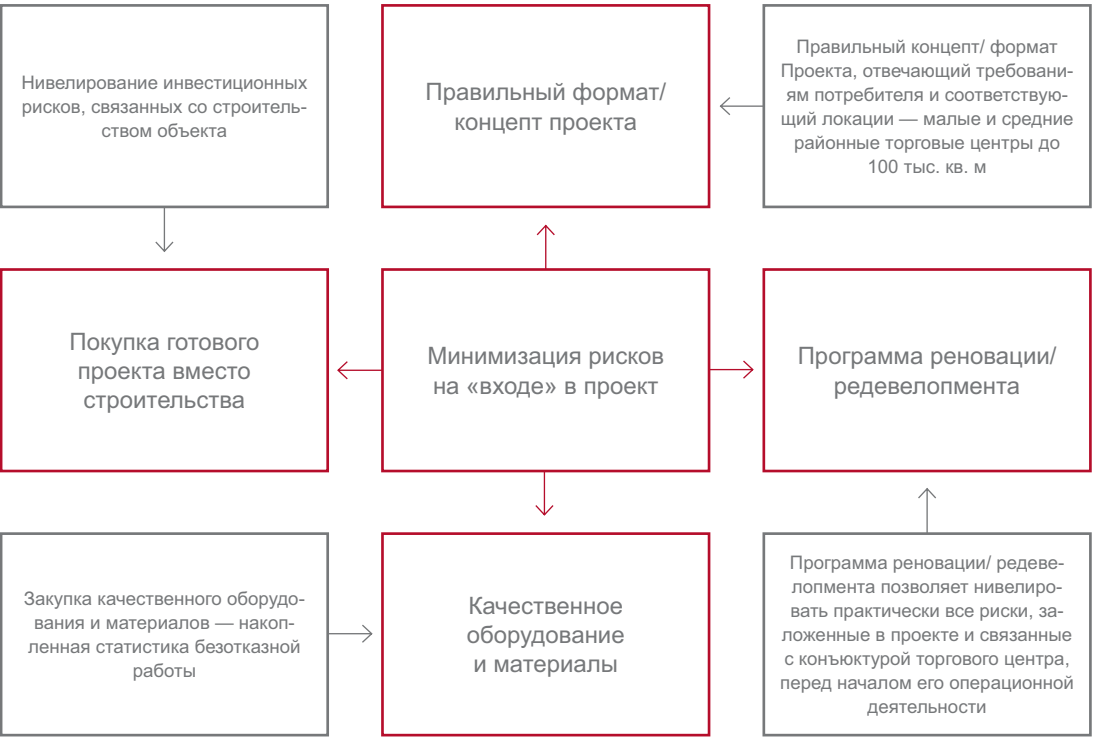 Нивелирование инвестиционных
рисков, связанных со строитель-
ством объекта
Правильный формат/
концепт проекта
Правильный концепт/ формат
Проекта, отвечающий требовани-
ям потребителя и соответствую-
щий локации — малые и средние
районные торговые центры до
100 тыс. кв. м
Покупка готового
проекта вместо
строительства
Минимизация рисков
на «входе» в проект
Программа реновации/
редевелопмента
Закупка качественного оборудо-
вания и материалов — накоп-
ленная статистика безотказной
работы
Качественное
оборудование
и материалы
Программа реновации/ редеве-
лопмента позволяет нивелиро-
вать практически все риски, за-
ложенные в проекте и связанные
с конъюктурой торгового центра,
перед началом его операционной
деятельности